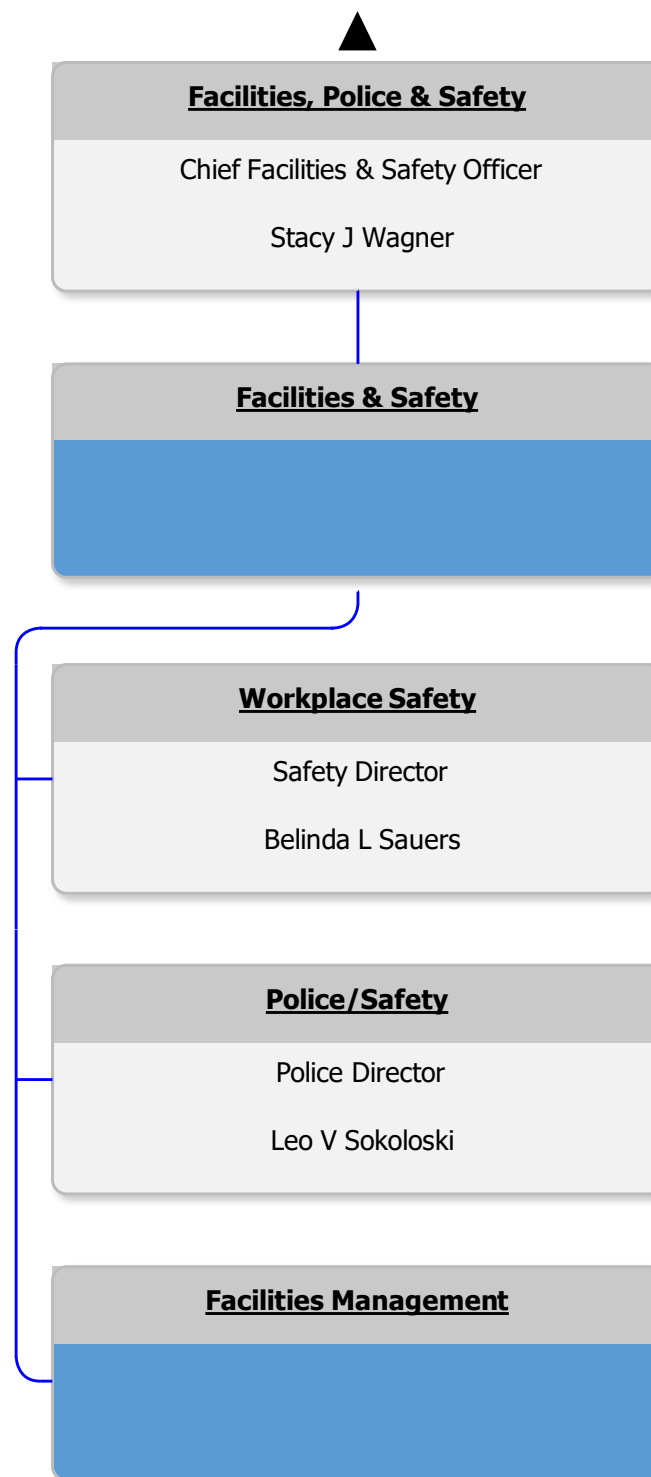 Facilities, Police & Safety
Chief Facilities & Safety Officer
Stacy J Wagner
Facilities & Safety
Workplace Safety
Safety Director
Belinda L Sauers
Police/Safety
Police Director
Leo V Sokoloski
Facilities Management